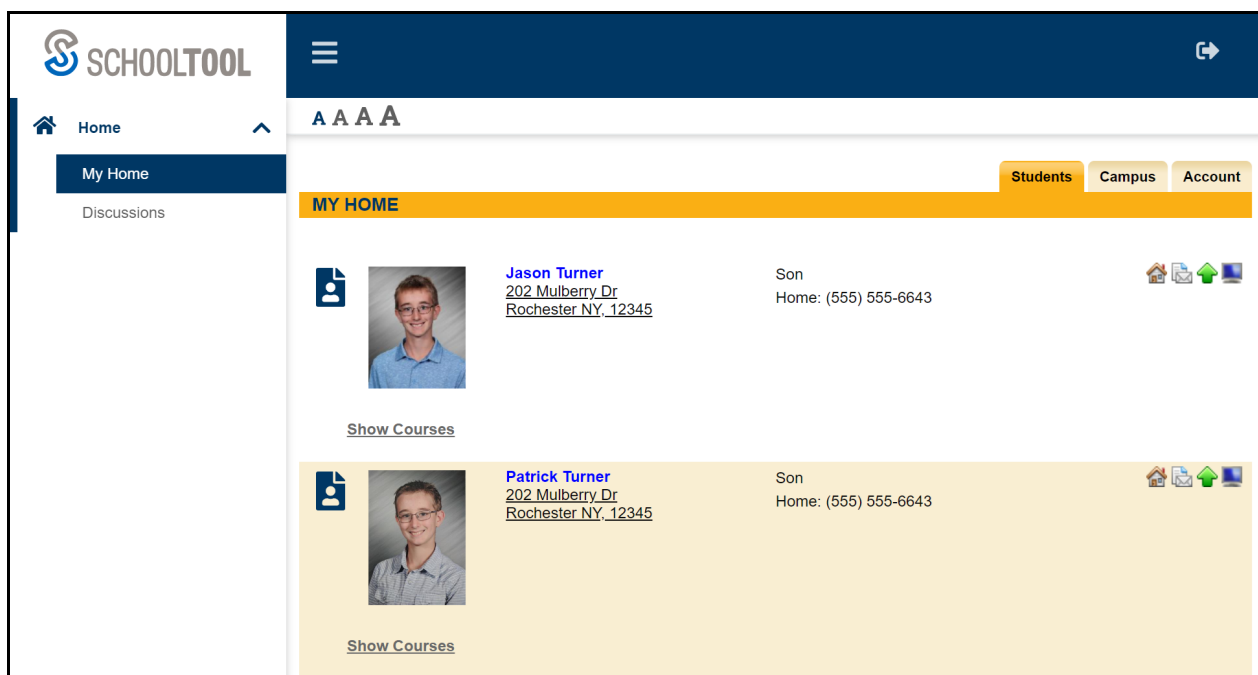 SCHOOLTOOL
Home
My Home
Discussions
A A A A
Students Campus Account
MY HOME
Jason Turner
202 Mulberry Dr
Rochester NY, 12345
Son
Home: (555) 555-6643
Show Courses
Patrick Turner
202 Mulberry Dr
Rochester NY, 12345
Son
Home: (555) 555-6643
Show Courses